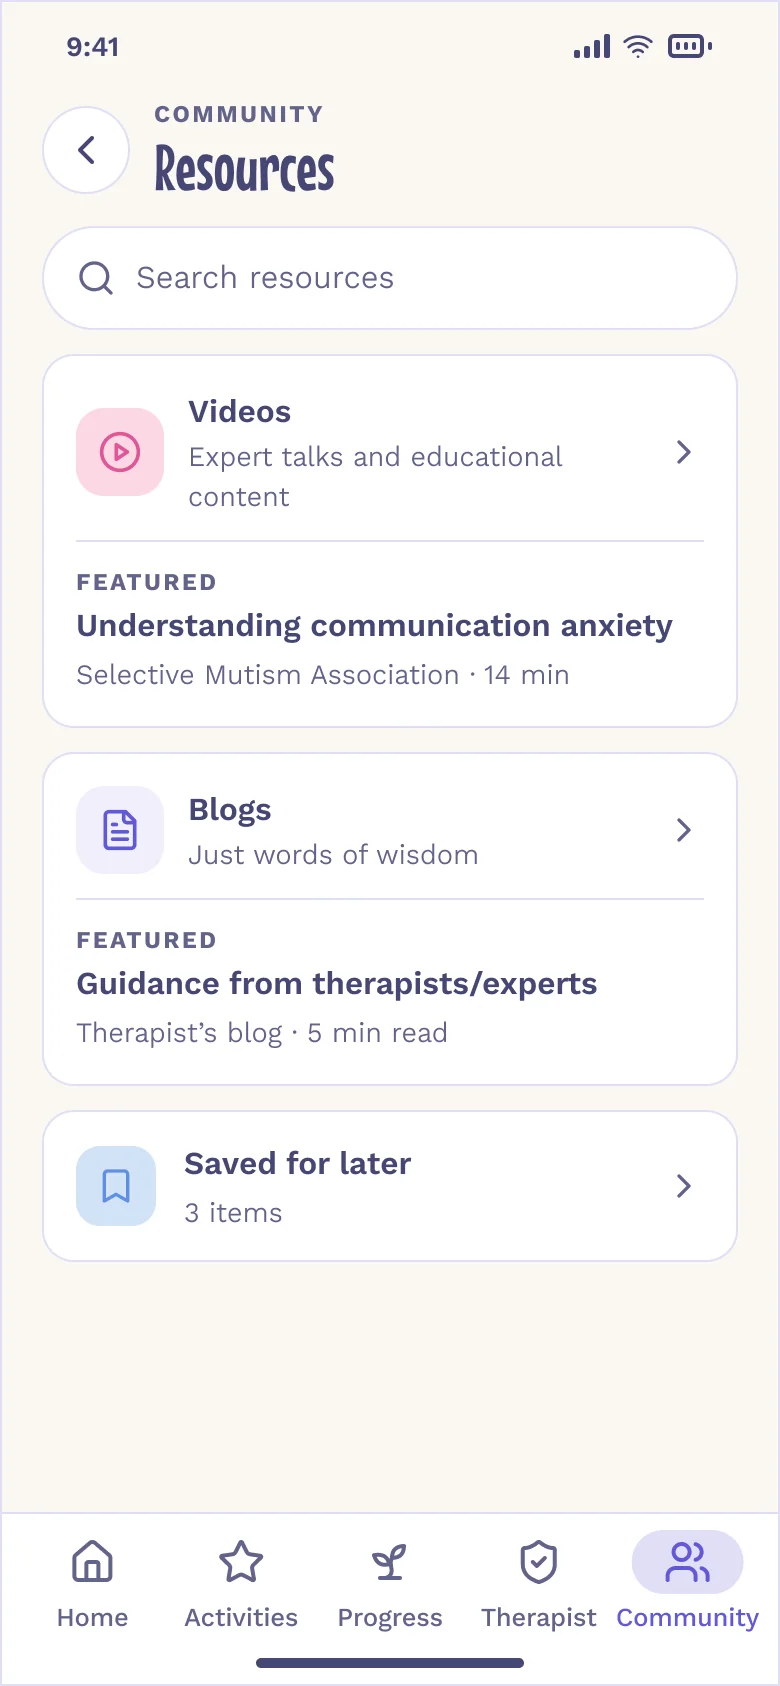 9:41
COMMUNITY
Resources
Search resources
Videos
Expert talks and educational
content
FEATURED
Understanding communication anxiety
Selective Mutism Association · 14 min
Blogs
Just words of wisdom
FEATURED
Guidance from therapists/experts
Therapist’s blog · 5 min read
Saved for later
3 items
Home Activities Progress Therapist Community